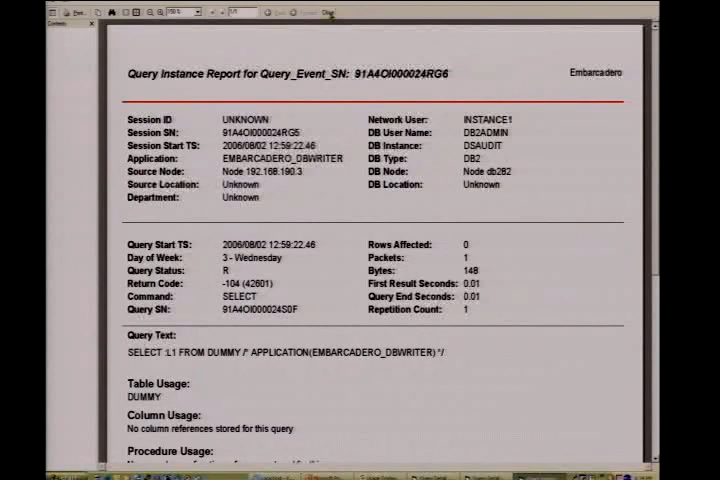 150 %
1/1
Close
Contents
Query Instance Report for Query_Event_SN: 91A4OI000024RG6
Embarcadero
Session ID UNKNOWN Network User: INSTANCE1
Session SN: 91A4OI000024RG5 DB User Name: DB2ADMIN
Session Start TS: 2006/08/02 12:59:22.46 DB Instance: DSAUDIT
Application: EMBARCADERO_DBWRITER DB Type: DB2
Source Node: Node 192.168.190.3 DB Node: Node db282
Source Location: Unknown DB Location: Unknown
Department: Unknown
Query Start TS: 2006/08/02 12:59:22.46 Rows Affected: 0
Day of Week: 3 - Wednesday Packets: 1
Query Status: R Bytes: 148
Return Code: -104 (42601) First Result Seconds: 0.01
Command: SELECT Query End Seconds: 0.01
Query SN: 91A4OI000024S0F Repetition Count: 1
Query Text:
SELECT :L1 FROM DUMMY /* APPLICATION(EMBARCADERO_DBWRITER) */
Table Usage:
DUMMY
Column Usage:
No column references stored for this query
Procedure Usage: